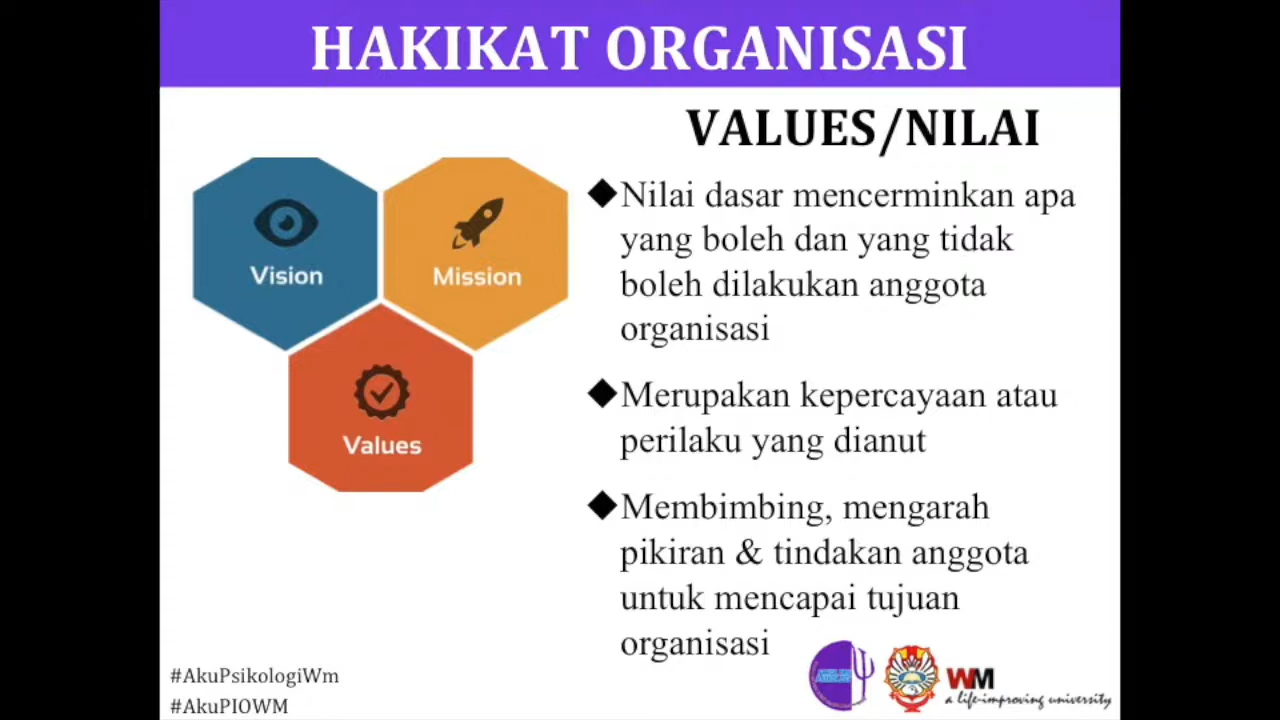 HAKIKAT ORGANISASI
VALUES/NILAI
Vision
Mission
Values
◆Nilai dasar mencerminkan apa
yang boleh dan yang tidak
boleh dilakukan anggota
organisasi
◆Merupakan kepercayaan atau
perilaku yang dianut
◆Membimbing, mengarah
pikiran & tindakan anggota
untuk mencapai tujuan
organisasi
#AkuPsikologiWm
#AkuPIOWM
WM
a life-improving university